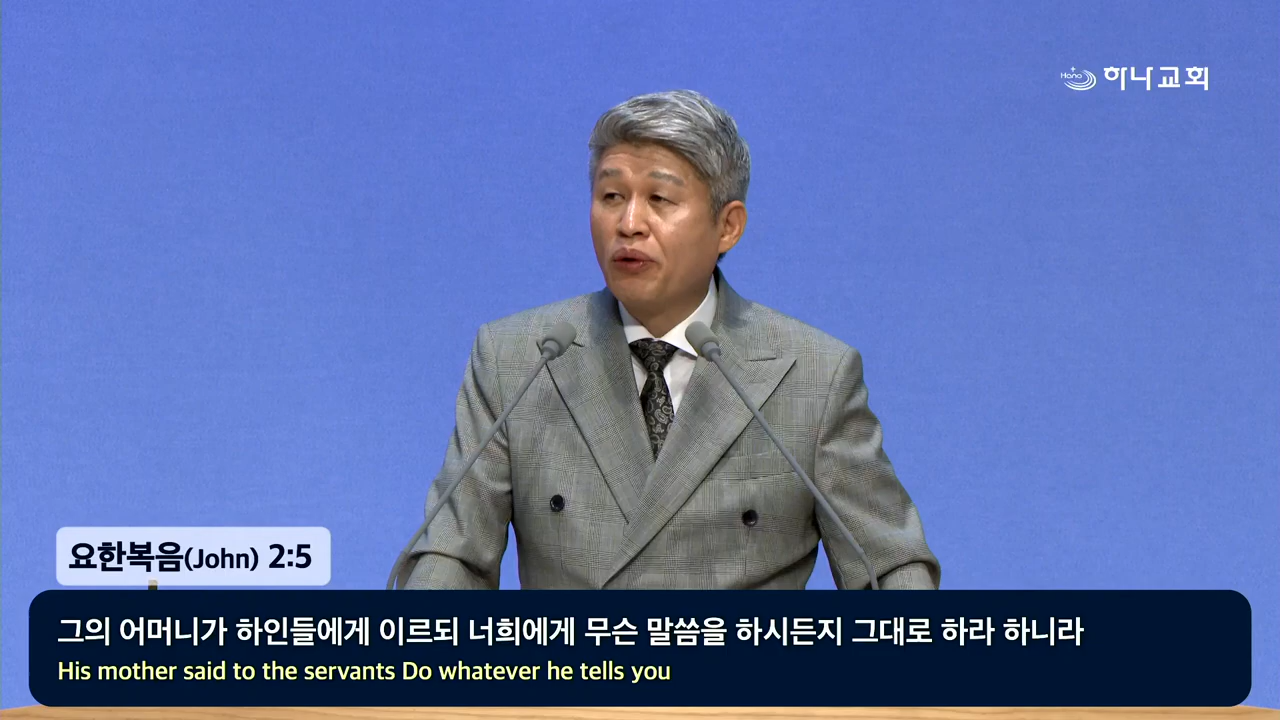 Hana 하나교회
요한복음(John) 2:5
그의 어머니가 하인들에게 이르되 너희에게 무슨 말씀을 하시든지 그대로 하라 하니라
His mother said to the servants Do whatever he tells you